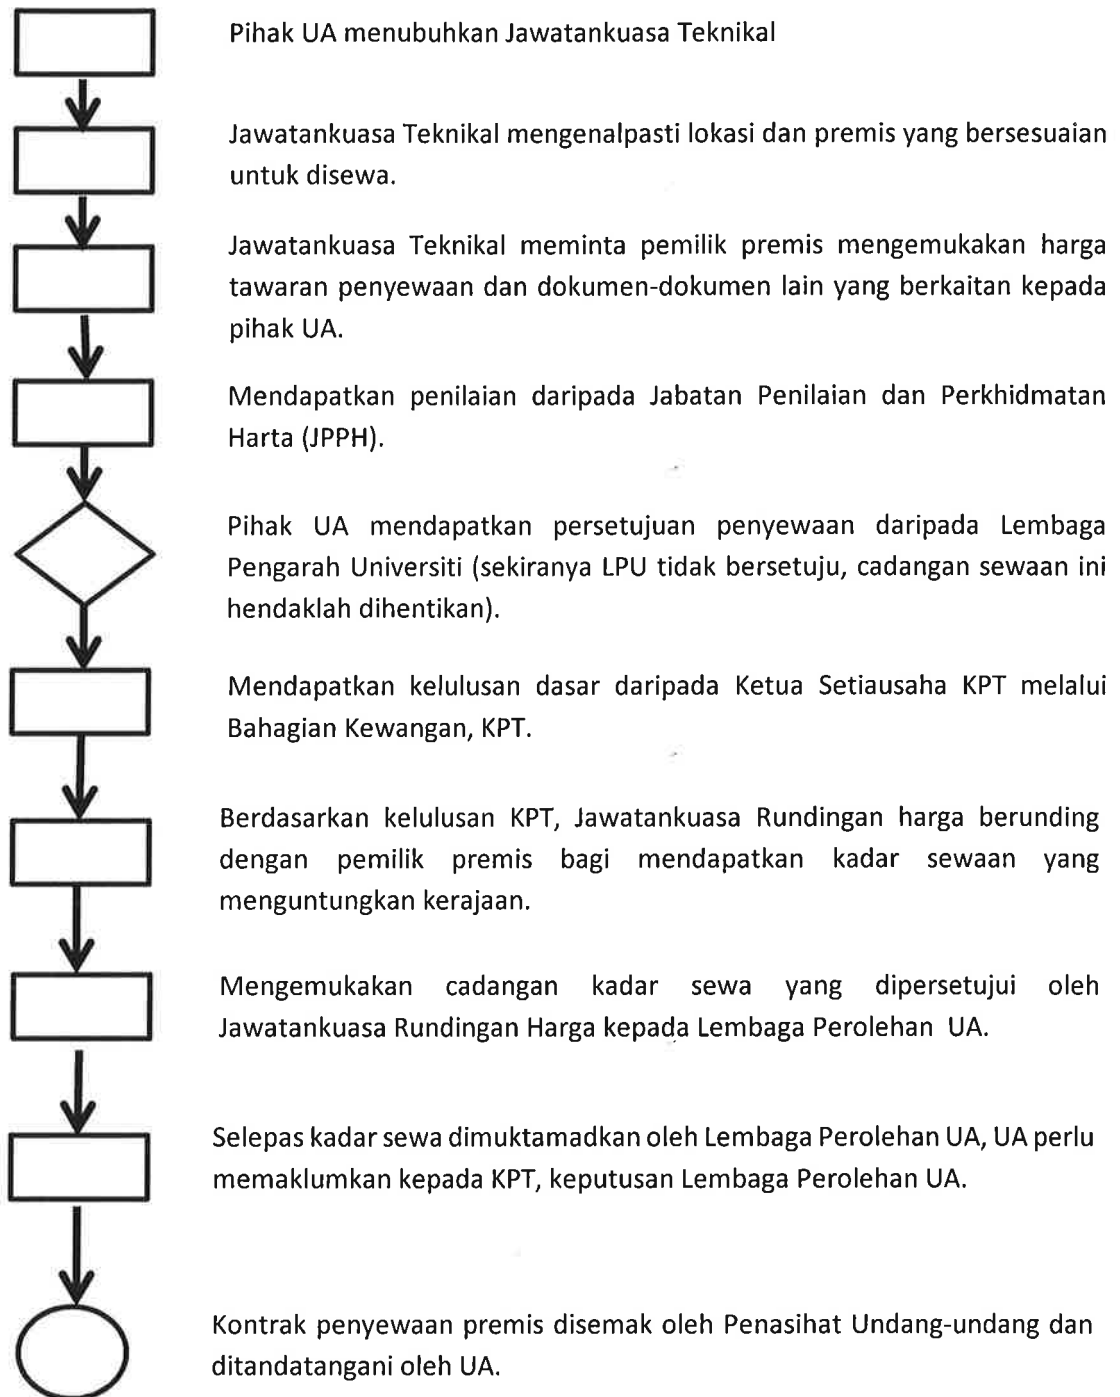 Pihak UA menubuhkan Jawatankuasa Teknikal
Jawatankuasa Teknikal mengenalpasti lokasi dan premis yang bersesuaian
untuk disewa.
Jawatankuasa Teknikal meminta pemilik premis mengemukakan harga
tawaran penyewaan dan dokumen-dokumen lain yang berkaitan kepada
pihak UA.
Mendapatkan penilaian daripada Jabatan Penilaian dan Perkhidmatan
Harta (JPPH).
Pihak UA mendapatkan persetujuan penyewaan daripada Lembaga
Pengarah Universiti (sekiranya LPU tidak bersetuju, cadangan sewaan ini
hendaklah dihentikan).
Mendapatkan kelulusan dasar daripada Ketua Setiausaha KPT melalui
Bahagian Kewangan, KPT.
Berdasarkan kelulusan KPT, Jawatankuasa Rundingan harga berunding
dengan pemilik premis bagi mendapatkan kadar sewaan yang
menguntungkan kerajaan.
Mengemukakan cadangan kadar sewa yang dipersetujui oleh
Jawatankuasa Rundingan Harga kepada Lembaga Perolehan UA.
Selepas kadar sewa dimuktamadkan oleh Lembaga Perolehan UA, UA perlu
memaklumkan kepada KPT, keputusan Lembaga Perolehan UA.
Kontrak penyewaan premis disemak oleh Penasihat Undang-undang dan
ditandatangani oleh UA.